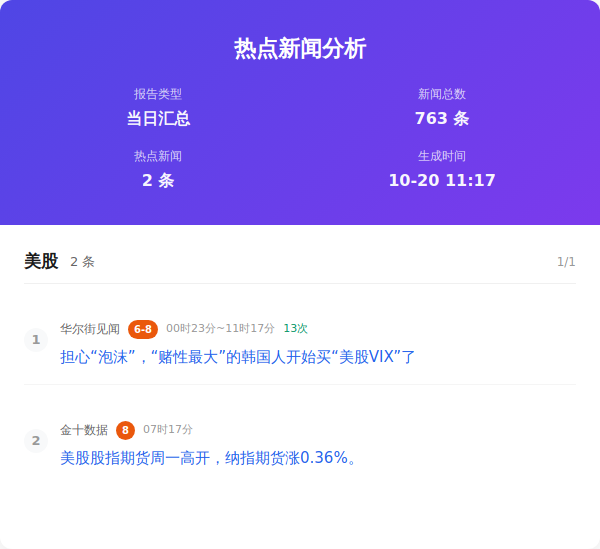 热点新闻分析
报告类型
新闻总数
当日汇总
763 条
热点新闻
生成时间
2 条
10-20 11:17
美股 2 条 1/1
1 华尔街见闻 6-8 00时23分~11时17分 13次
担心“泡沫”，“赌性最大”的韩国人开始买“美股VIX”了
2 金十数据 8 07时17分
美股股指期货周一高开，纳指期货涨0.36%。